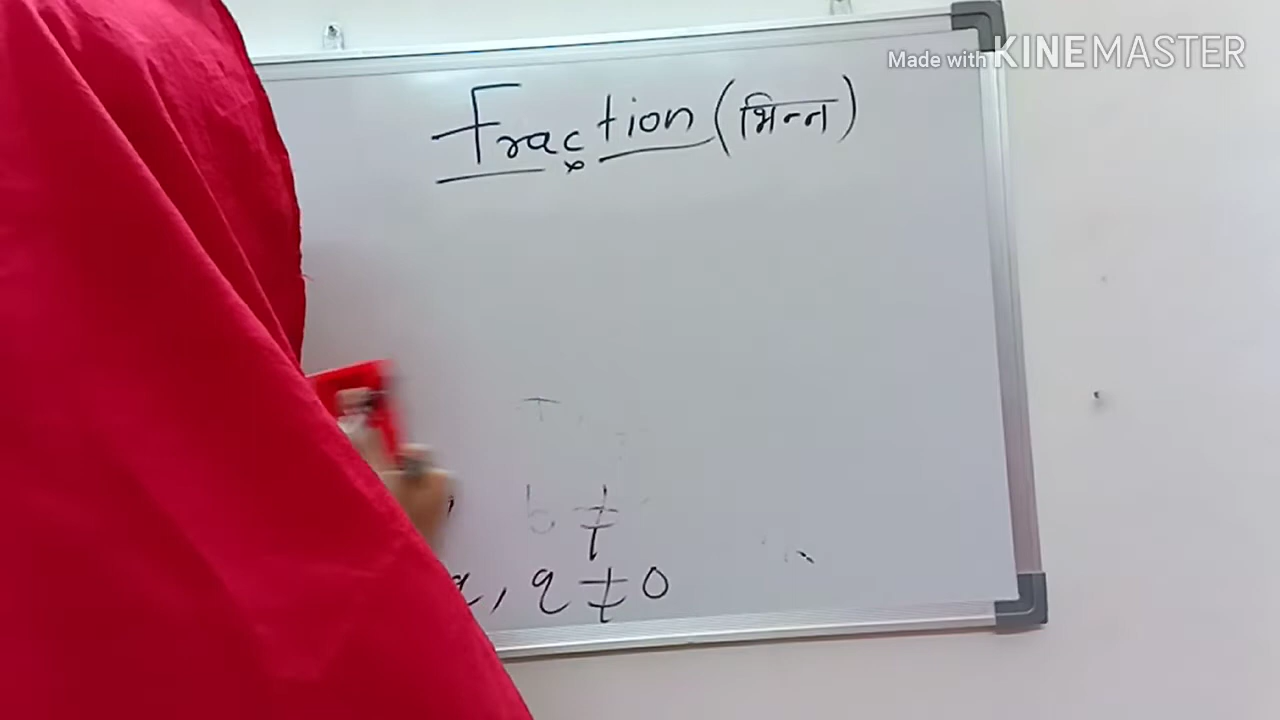 Made with KINEMASTER
Fraction (भिन्न)
b ≠
, q ≠ 0